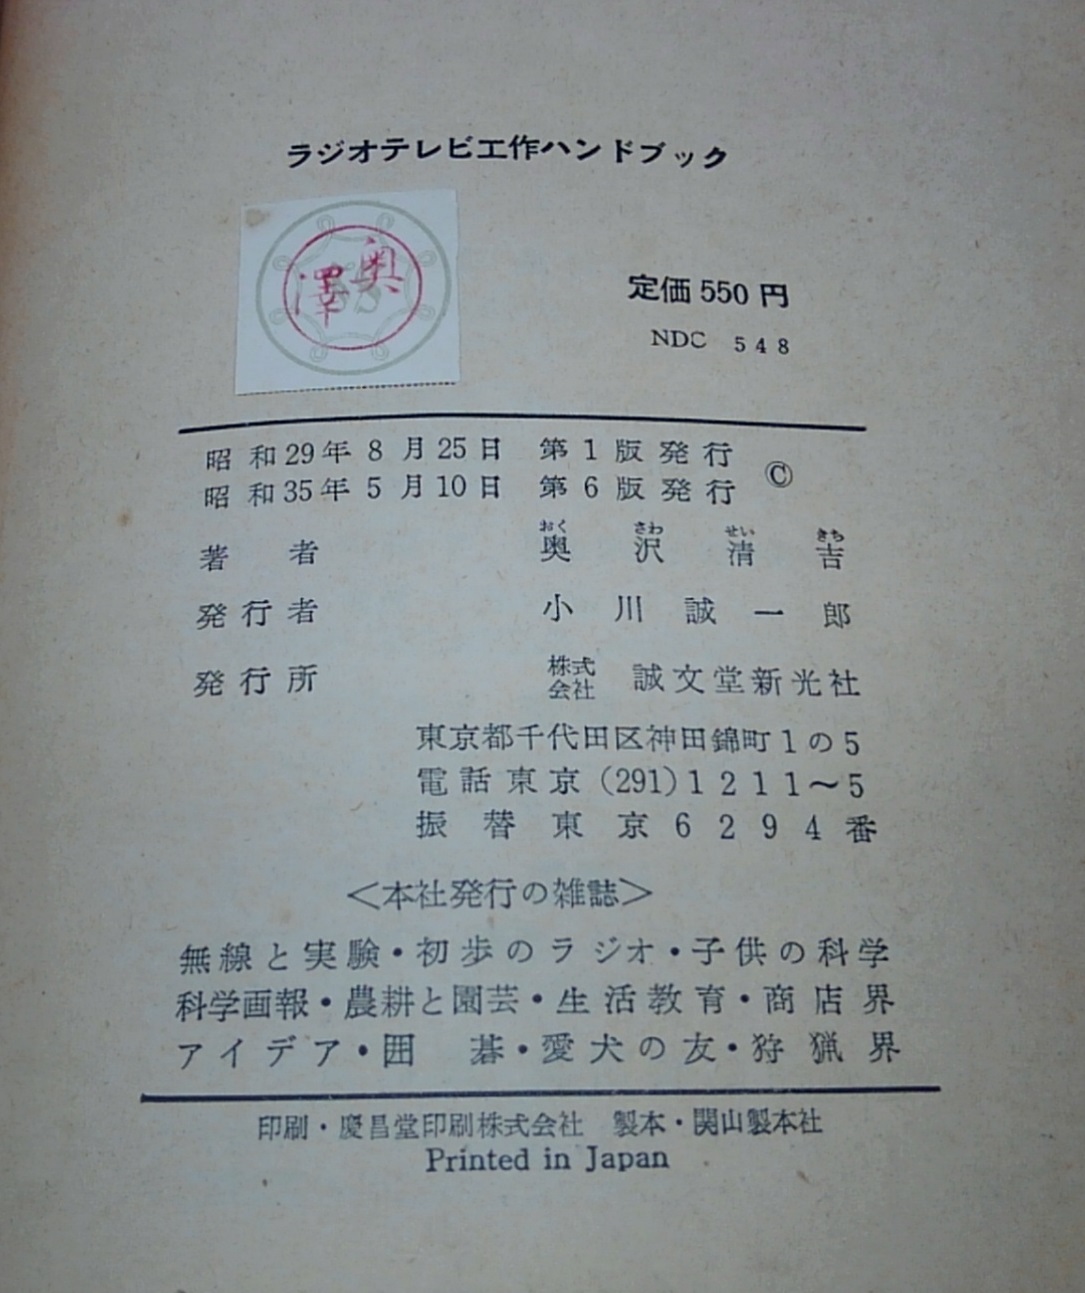 ラジオテレビ工作ハンドブック
奥澤
定価 550 円
NDC 548
昭和29年8月25日 第1版発行
昭和35年5月10日 第6版発行
©
著者 奥沢清吉
おく さわ せい きち
発行者 小川誠一郎
発行所 株式会社 誠文堂新光社
東京都千代田区神田錦町1の5
電話東京(291)1211〜5
振替東京6294番
<本社発行の雑誌>
無線と実験・初歩のラジオ・子供の科学
科学画報・農耕と園芸・生活教育・商店界
アイデア・囲碁・愛犬の友・狩猟界
印刷・慶昌堂印刷株式会社 製本・関山製本社
Printed in Japan